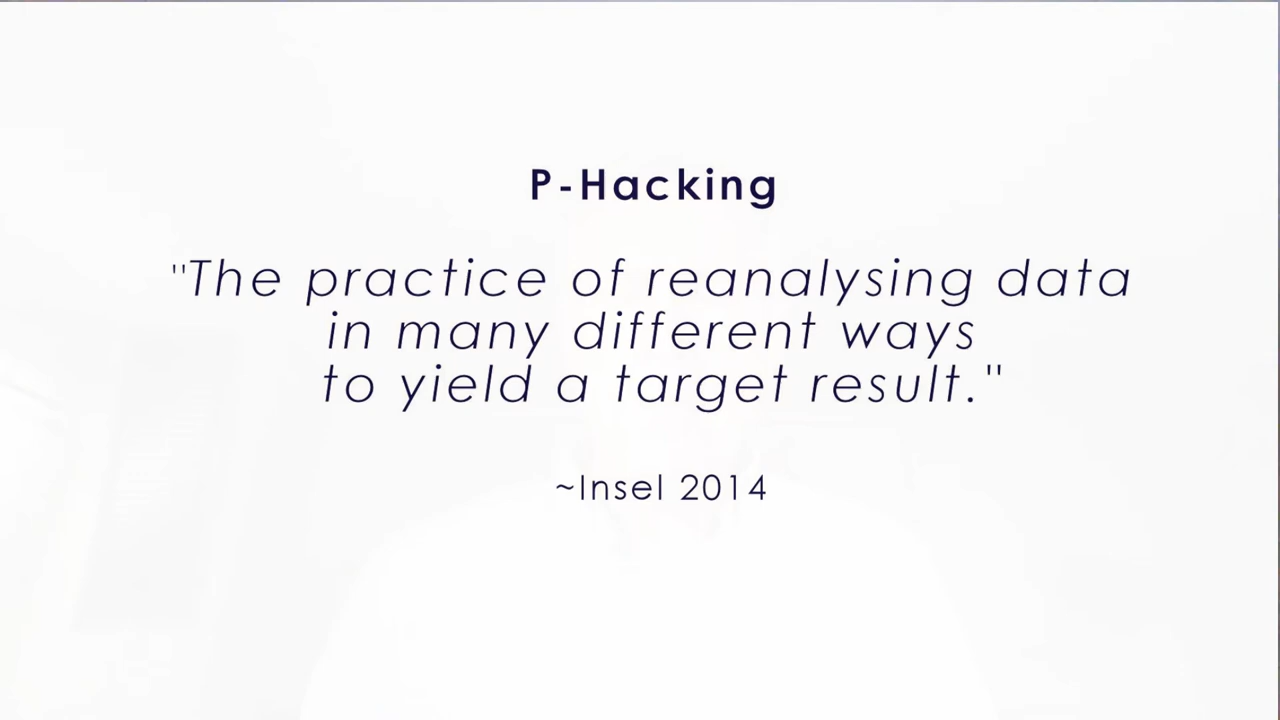 P-Hacking
"The practice of reanalysing data
in many different ways
to yield a target result."
~Insel 2014